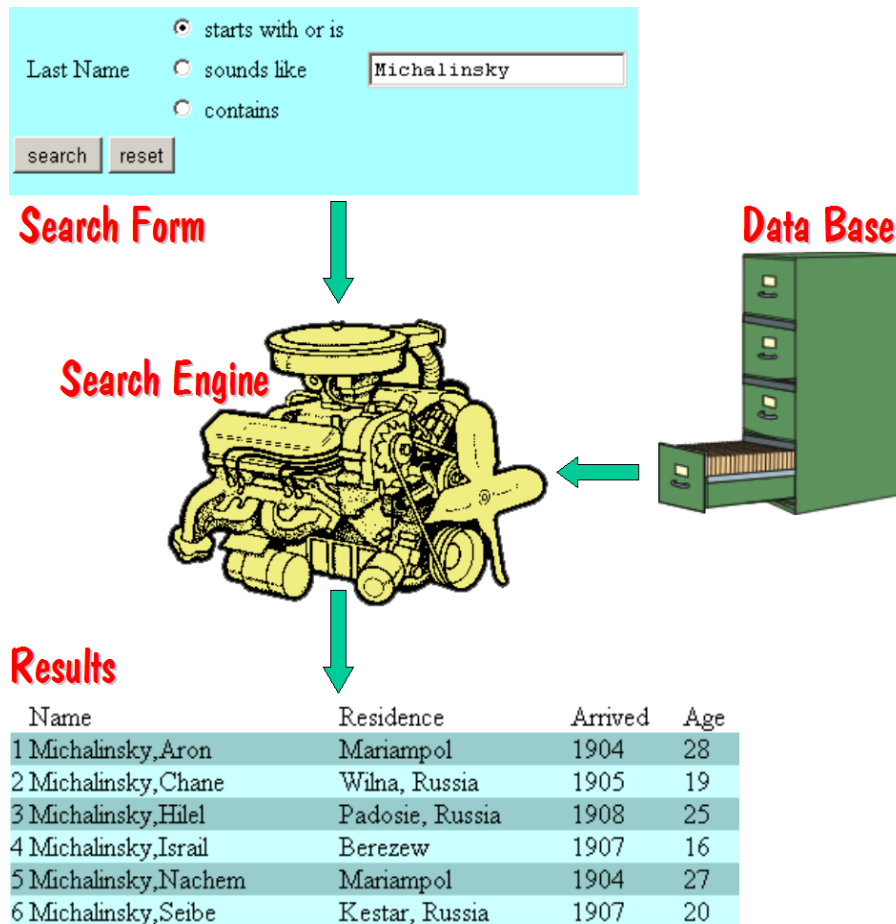 starts with or is
Last Name sounds like Michalinsky
contains
search reset
Search Form
Data Base
Search Engine
Results
Name Residence Arrived Age
1 Michalinsky,Aron Mariampol 1904 28
2 Michalinsky,Chane Wilna, Russia 1905 19
3 Michalinsky,Hilel Padosie, Russia 1908 25
4 Michalinsky,Israil Berezew 1907 16
5 Michalinsky,Nachem Mariampol 1904 27
6 Michalinsky,Seibe Kestar, Russia 1907 20